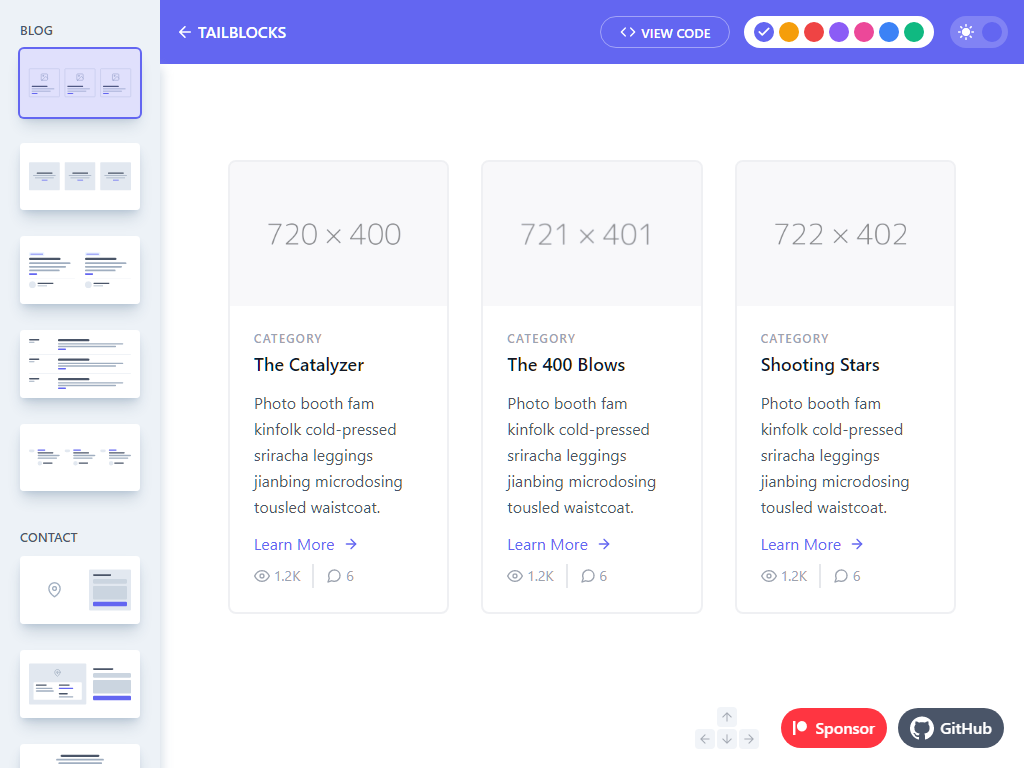 BLOG
CONTACT
TAILBLOCKS
VIEW CODE
720 × 400
CATEGORY
The Catalyzer
Photo booth fam
kinfolk cold-pressed
sriracha leggings
jianbing microdosing
tousled waistcoat.
Learn More
1.2K
6
721 × 401
CATEGORY
The 400 Blows
Photo booth fam
kinfolk cold-pressed
sriracha leggings
jianbing microdosing
tousled waistcoat.
Learn More
1.2K
6
722 × 402
CATEGORY
Shooting Stars
Photo booth fam
kinfolk cold-pressed
sriracha leggings
jianbing microdosing
tousled waistcoat.
Learn More
1.2K
6
Sponsor
GitHub